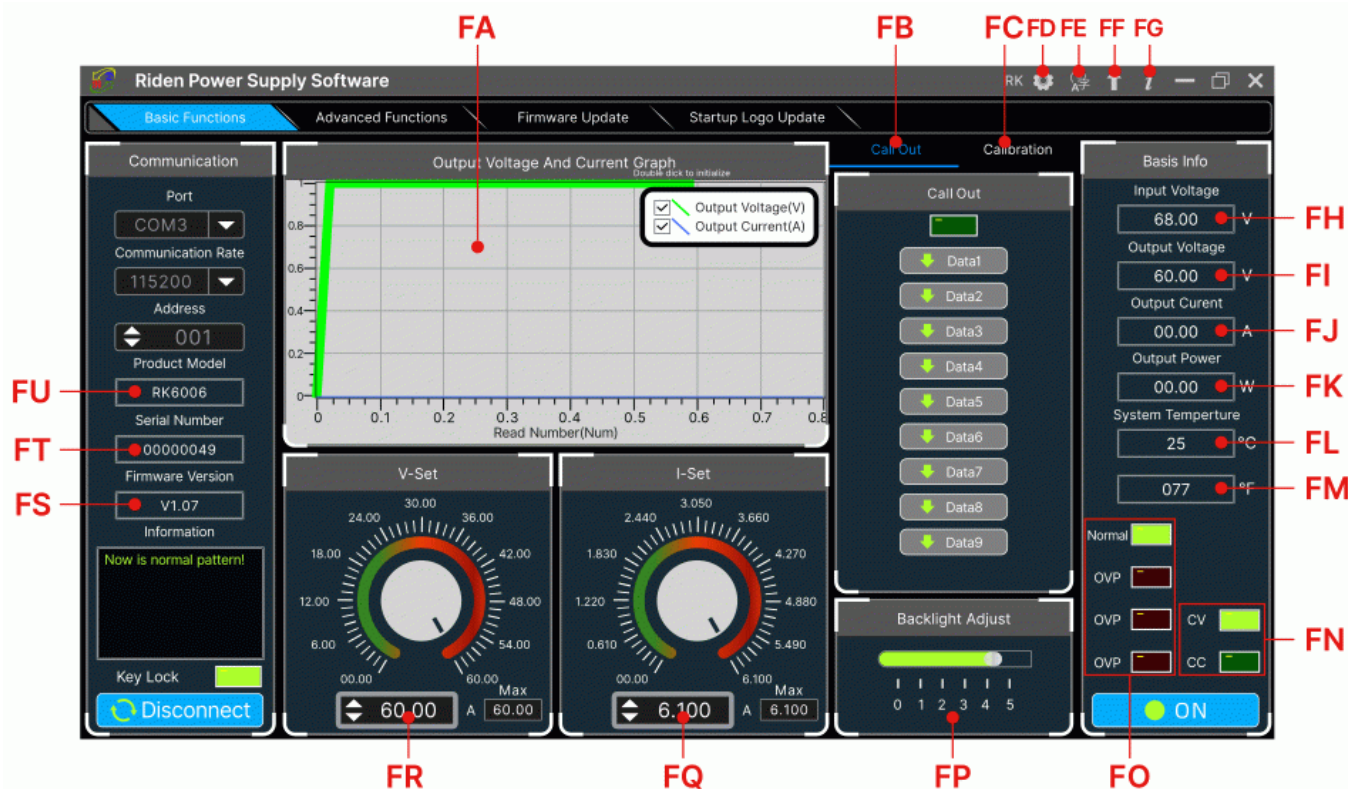 FA
FB
FC
FD
FE
FF
FG
Riden Power Supply Software
RK
Basic Functions
Advanced Functions
Firmware Update
Startup Logo Update
Communication
Port
COM3
Communication Rate
115200
Address
001
Product Model
FU
RK6006
Serial Number
FT
00000049
Firmware Version
FS
V1.07
Information
Now is normal pattern!
Key Lock
Disconnect
Output Voltage And Current Graph
Double dick to initialize
Output Voltage(V)
Output Current(A)
1
0.8
0.6
0.4
0.2
0
0 0.1 0.2 0.3 0.4 0.5 0.6 0.7 0.8
Read Number(Num)
V-Set
00.00
6.00
12.00
18.00
24.00
30.00
36.00
42.00
48.00
54.00
60.00
Max
60.00 A 60.00
FR
I-Set
00.00
0.610
1.220
1.830
2.440
3.050
3.660
4.270
4.880
5.490
6.100
Max
6.100 A 6.100
FQ
Call Out
Calibration
Call Out
Data1
Data2
Data3
Data4
Data5
Data6
Data7
Data8
Data9
Backlight Adjust
0 1 2 3 4 5
FP
Basis Info
Input Voltage
68.00 V
FH
Output Voltage
60.00 V
FI
Output Curent
00.00 A
FJ
Output Power
00.00 W
FK
System Temperture
25 °C
FL
077 °F
FM
Normal
OVP
OVP
CV
OVP
CC
FN
ON
FO